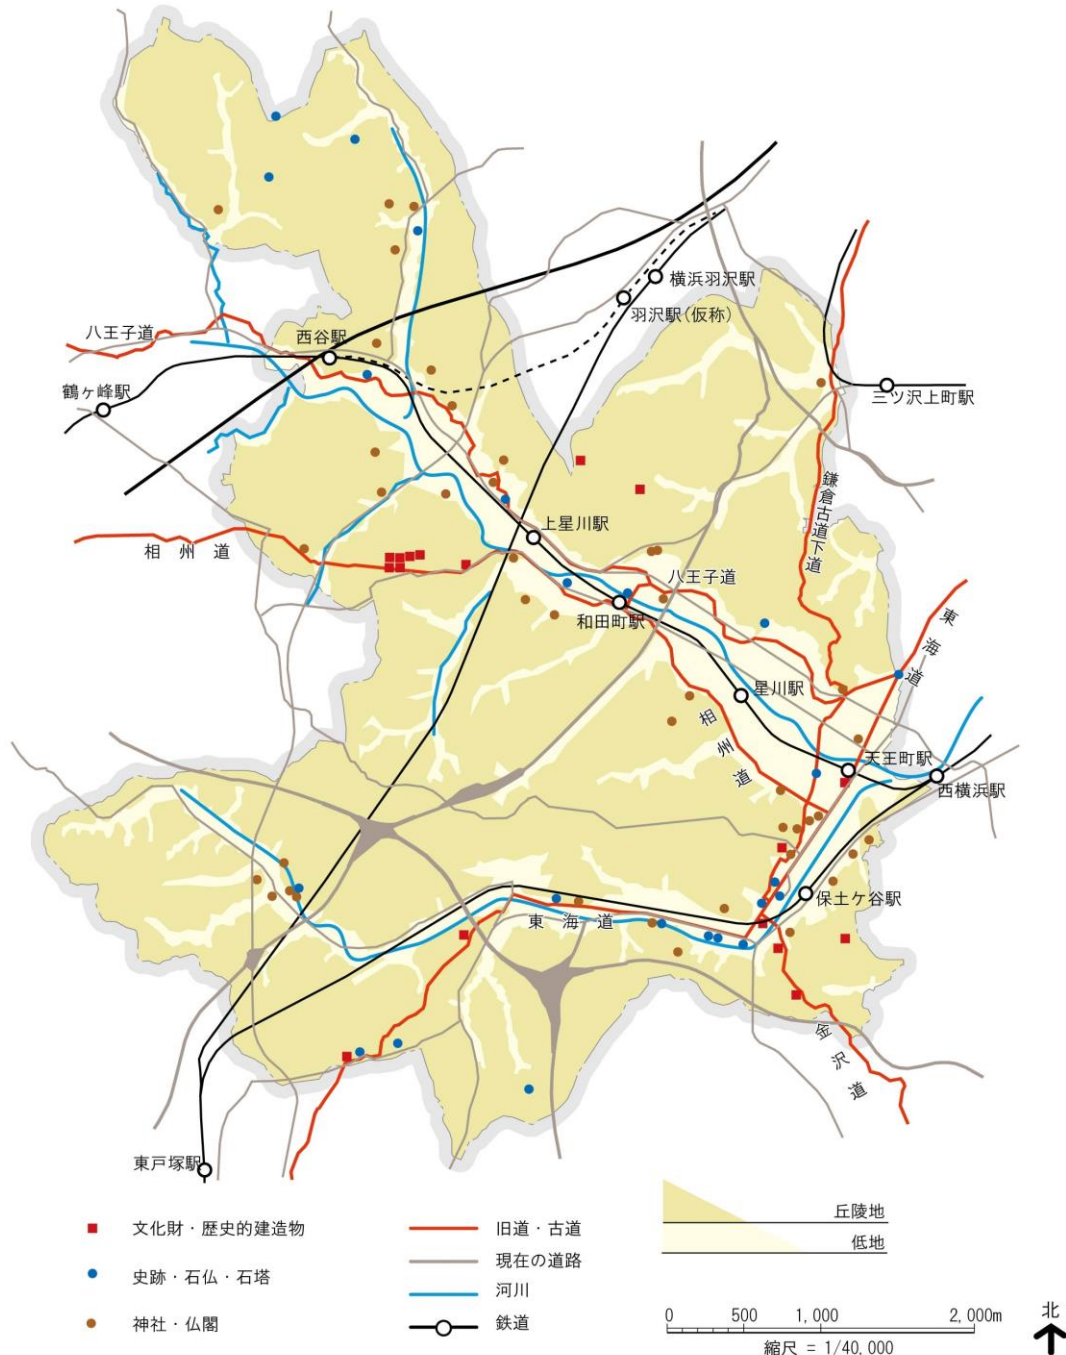 横浜羽沢駅
羽沢駅(仮称)
八王子道
西谷駅
鶴ヶ峰駅
三ツ沢上町駅
鎌倉古道下道
上星川駅
相州道
八王子道
和田町駅
東海道
星川駅
相州道
天王町駅
西横浜駅
保土ケ谷駅
東海道
金沢道
東戸塚駅
文化財・歴史的建造物
史跡・石仏・石塔
神社・仏閣
旧道・古道
現在の道路
河川
鉄道
丘陵地
低地
0 500 1,000 2,000m
縮尺 = 1/40,000
北